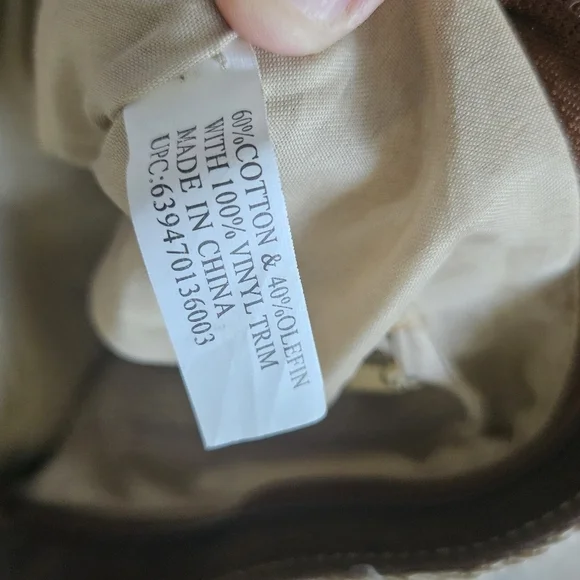 60%COTTON & 40%OLEFIN
WITH 100% VINYL TRIM
MADE IN CHINA
UPC:639470136003